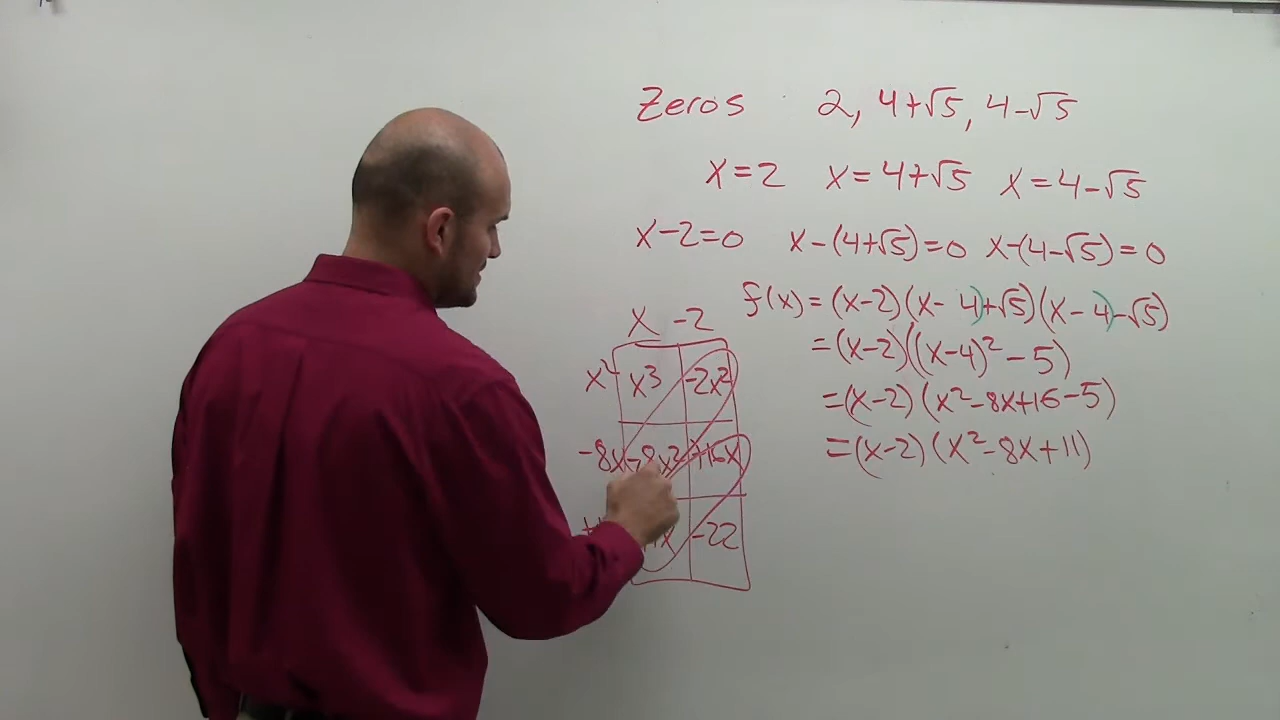 Zeros 2, 4+√5, 4-√5
x=2 x=4+√5 x=4-√5
x-2=0 x-(4+√5)=0 x-(4-√5)=0
f(x) = (x-2)(x- 4)+√5)(x- 4)-√5)
= (x-2)((x-4)² - 5)
= (x-2)(x²-8x+16-5)
= (x-2)(x²-8x+11)
x -2
x² x³ -2x²
-8x -8x² +16x
-22